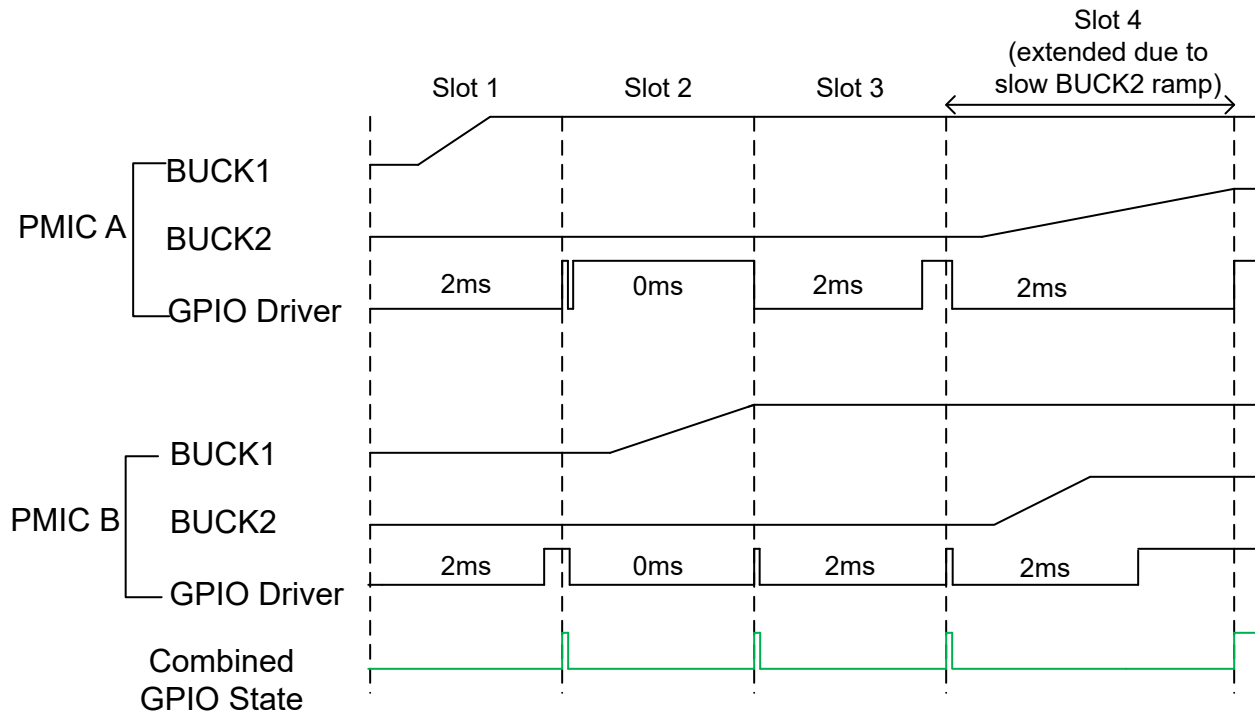 Slot 4
(extended due to
slow BUCK2 ramp)
Slot 1
Slot 2
Slot 3
PMIC A
BUCK1
BUCK2
GPIO Driver
2ms
0ms
2ms
2ms
PMIC B
BUCK1
BUCK2
GPIO Driver
2ms
0ms
2ms
2ms
Combined
GPIO State